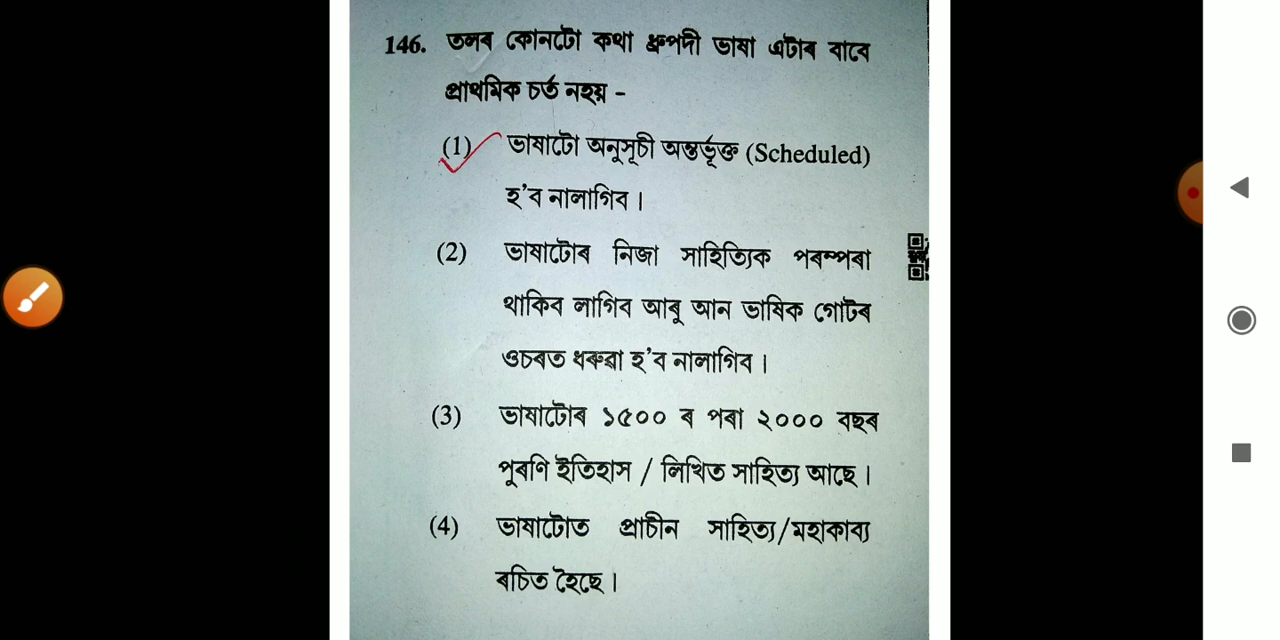 146. তলৰ কোনটো কথা ধ্ৰুপদী ভাষা এটাৰ বাবে
প্ৰাথমিক চৰ্ত নহয় -
(1) ভাষাটো অনুসূচী অন্তৰ্ভূক্ত (Scheduled)
হ'ব নালাগিব।
(2) ভাষাটোৰ নিজা সাহিত্যিক পৰম্পৰা
থাকিব লাগিব আৰু আন ভাষিক গোটৰ
ওচৰত ধৰুৱা হ'ব নালাগিব।
(3) ভাষাটোৰ ১৫০০ ৰ পৰা ২০০০ বছৰ
পুৰণি ইতিহাস / লিখিত সাহিত্য আছে।
(4) ভাষাটোত প্ৰাচীন সাহিত্য/মহাকাব্য
ৰচিত হৈছে।